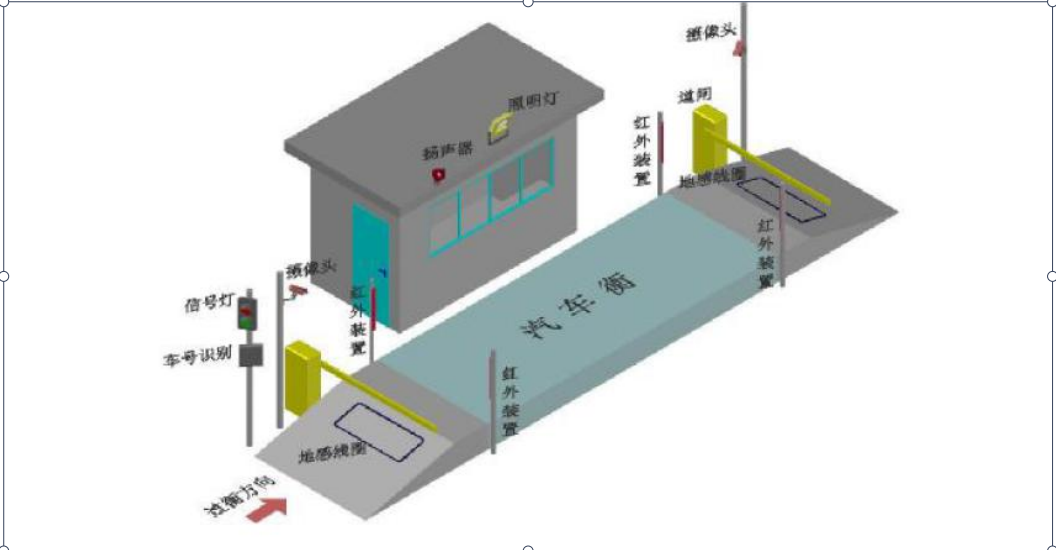 摄像头
道闸
照明灯
红外装置
扬声器
地感线圈
红外装置
汽车衡
摄像头
信号灯
红外装置
车号识别
红外装置
地感线圈
过衡方向